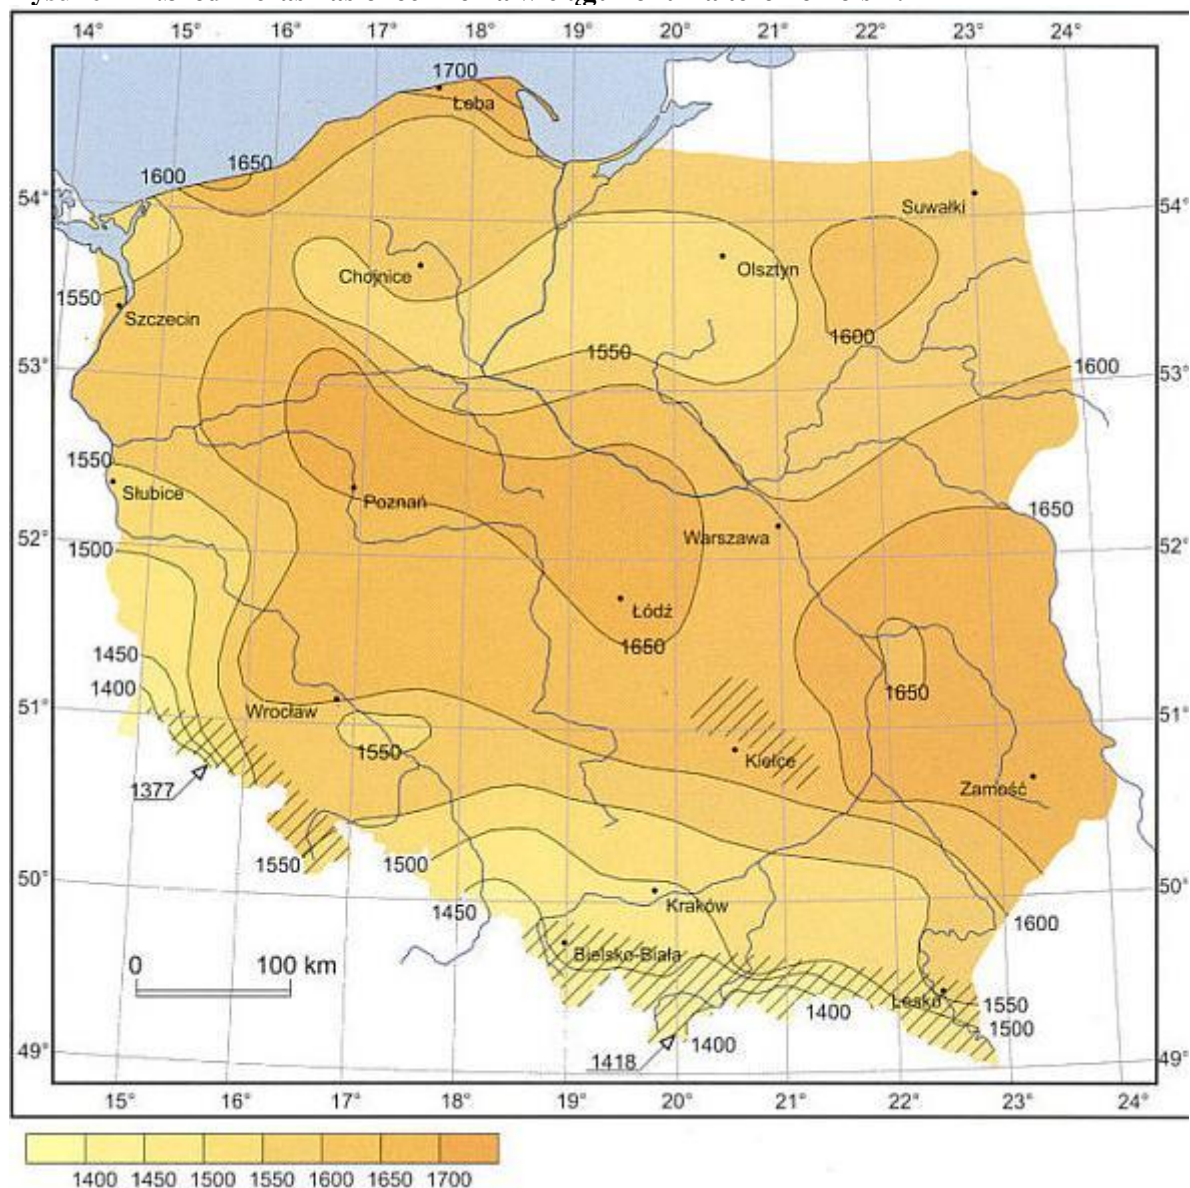 14° 15° 16° 17° 18° 19° 20° 21° 22° 23° 24°
1700
Łeba
1650
1600
54° 54°
Suwałki
Chojnice
Olsztyn
1550
Szczecin
1600
1550
53° 1600 53°
1550
Słubice
Poznań
1650
Warszawa
52° 1500 52°
Łódź
1650
1450
1400
1650
51° Wrocław 51°
1550
Kielce
1377
Zamość
1550 1500
50° 50°
Kraków
1450
1600
Bielsko-Biała
0 100 km
Lesko 1550
1400
1500
49° 1400 49°
1418
15° 16° 17° 18° 19° 20° 21° 22° 23° 24°
1400 1450 1500 1550 1600 1650 1700